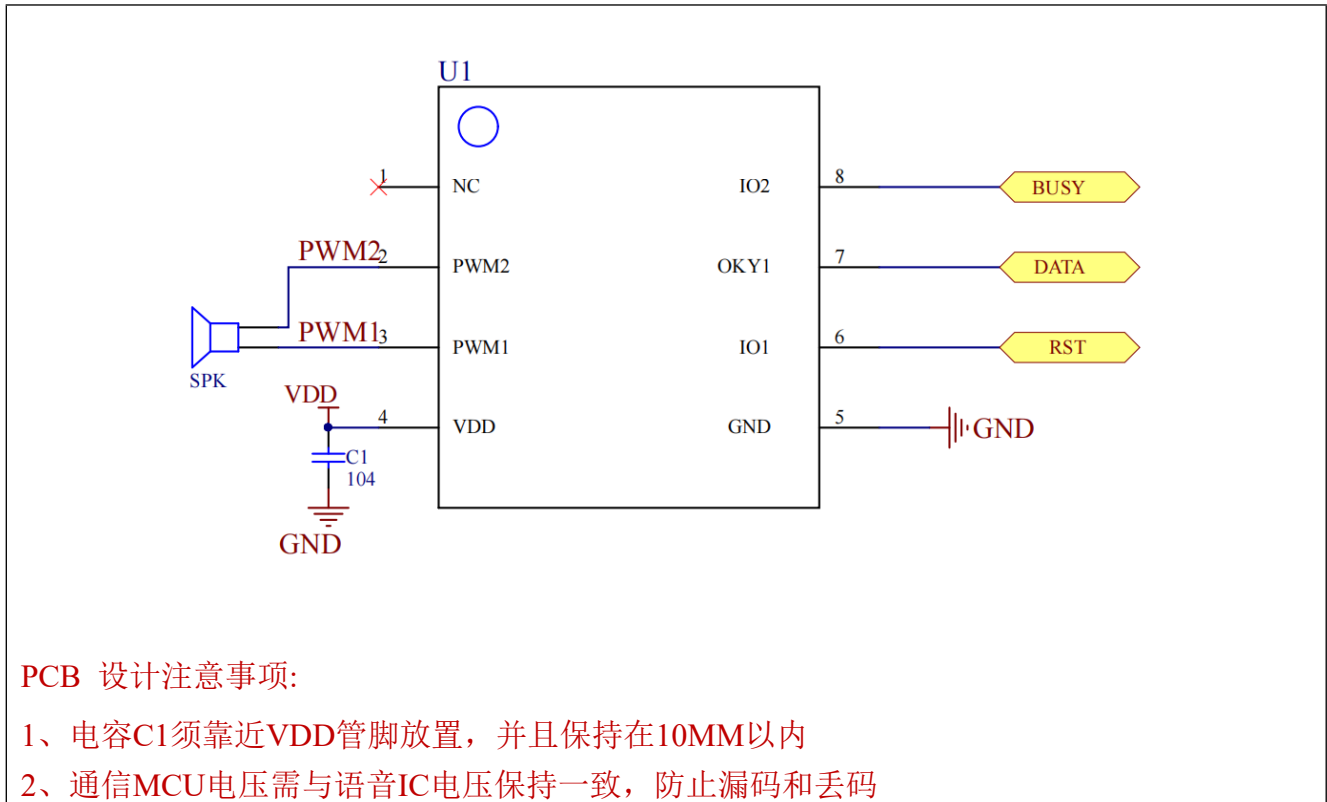 U1
1
NC
IO2
8
BUSY
PWM2
2
PWM2
OKY1
7
DATA
PWM1
3
PWM1
IO1
6
RST
SPK
VDD
4
VDD
GND
5
GND
C1
104
GND
PCB 设计注意事项:
1、电容C1须靠近VDD管脚放置，并且保持在10MM以内
2、通信MCU电压需与语音IC电压保持一致，防止漏码和丢码